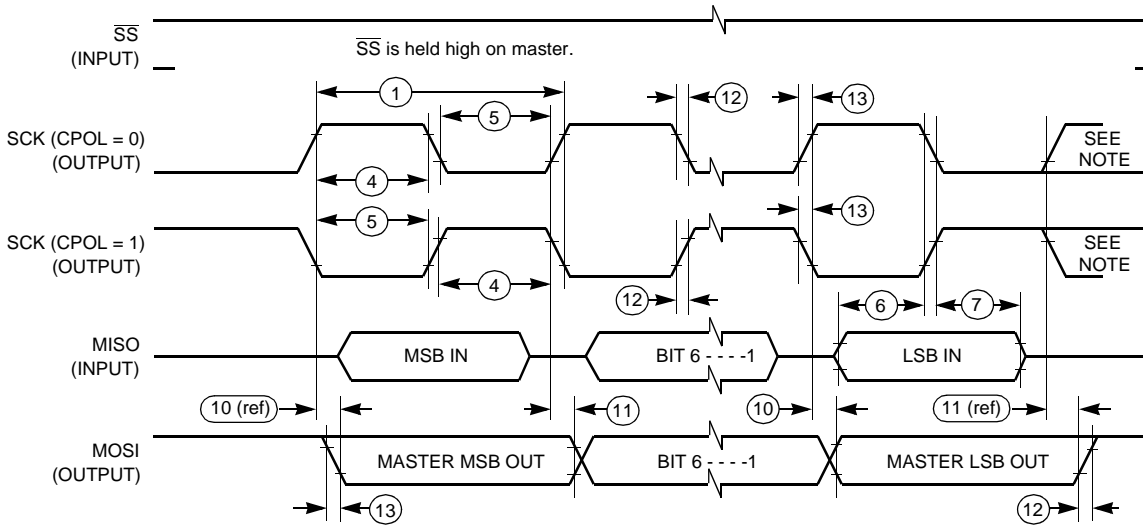 SS
(INPUT)
SS is held high on master.
1
12
13
5
SCK (CPOL = 0)
(OUTPUT)
SEE
NOTE
4
5
13
SCK (CPOL = 1)
(OUTPUT)
SEE
NOTE
4
12
6
7
MISO
(INPUT)
MSB IN
BIT 6 - - - -1
LSB IN
10 (ref)
11
10
11 (ref)
MOSI
(OUTPUT)
MASTER MSB OUT
BIT 6 - - - -1
MASTER LSB OUT
13
12